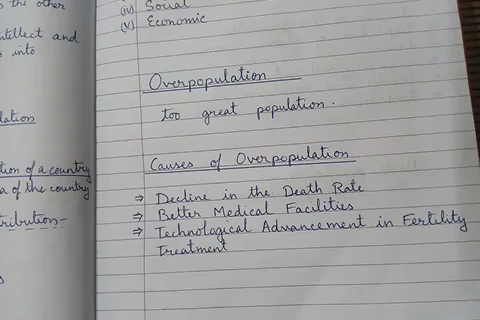 s the other
ntellect and
s into
lation
tion of a country
a of the country
tribution-
s
(iv) Social
(v) Economic
Overpopulation
too great population.
Causes of Overpopulation
⇒ Decline in the Death Rate
⇒ Better Medical Facilities
⇒ Technological Advancement in Fertility
Treatment